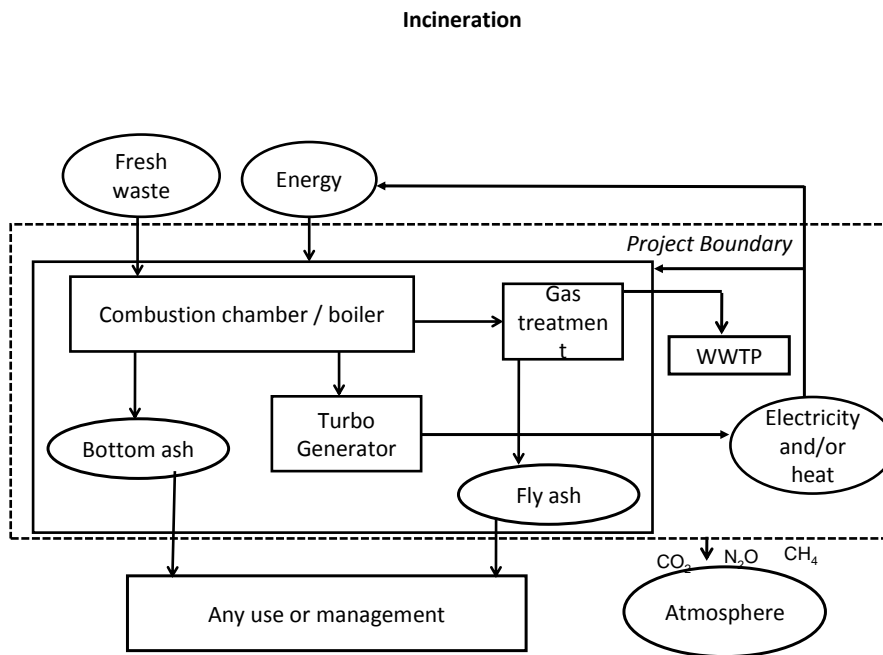 Incineration
Fresh
waste
Energy
Project Boundary
Combustion chamber / boiler
Gas
treatmen
t
WWTP
Turbo
Generator
Bottom ash
Electricity
and/or
heat
Fly ash
CO₂
N₂O
CH₄
Any use or management
Atmosphere